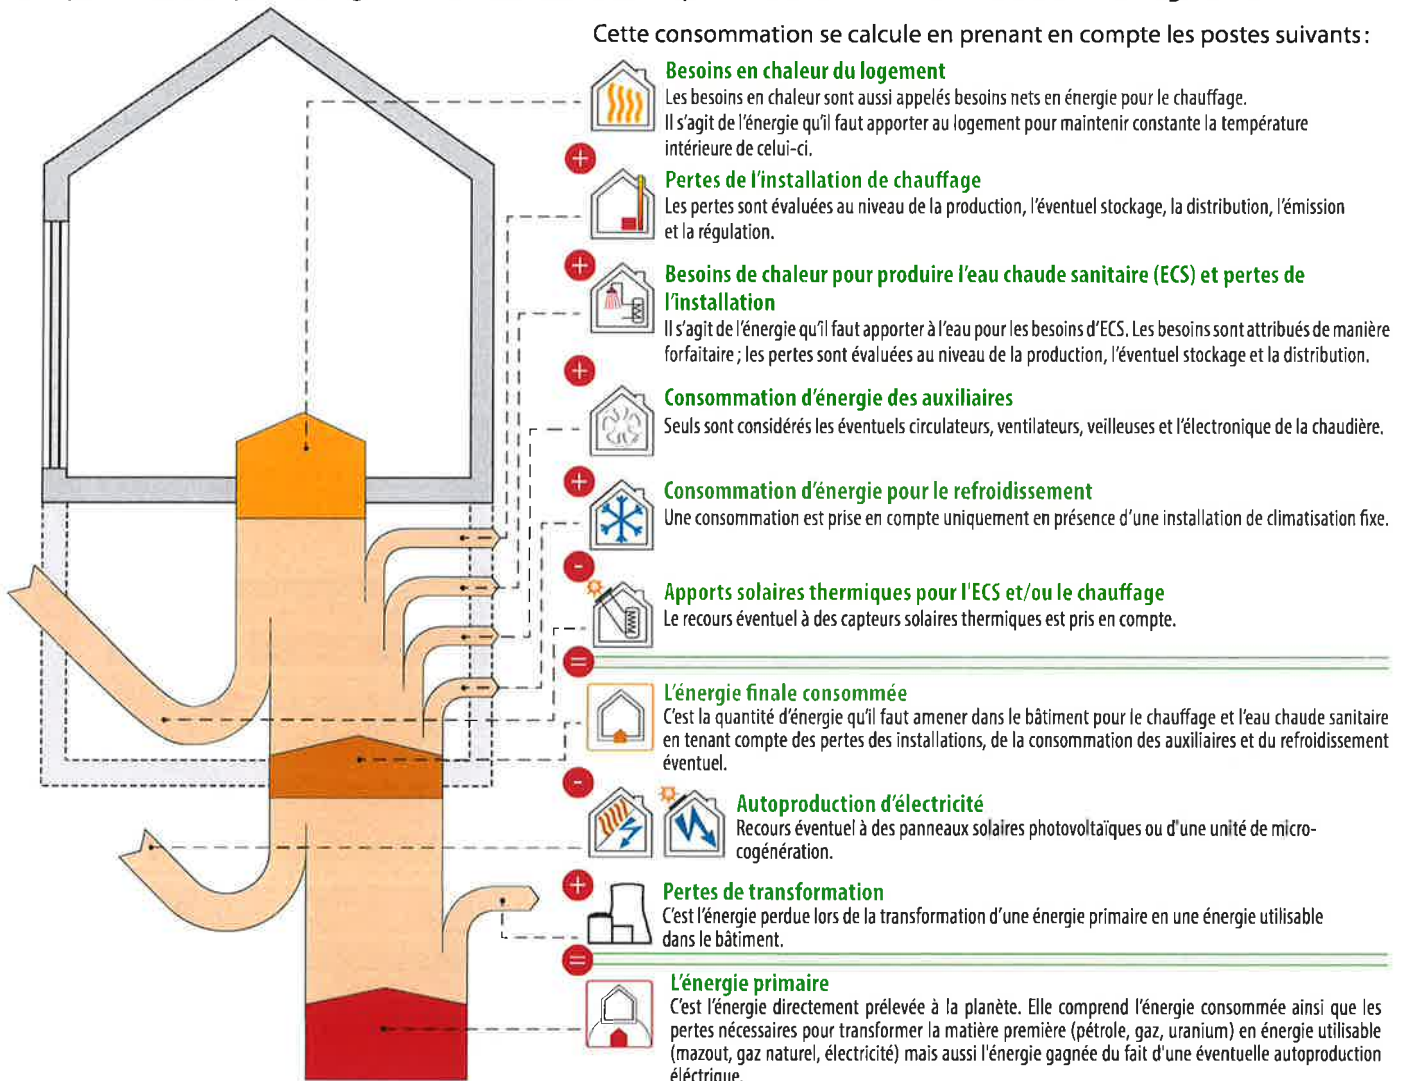 Cette consommation se calcule en prenant en compte les postes suivants :
Besoins en chaleur du logement
Les besoins en chaleur sont aussi appelés besoins nets en énergie pour le chauffage.
Il s'agit de l'énergie qu'il faut apporter au logement pour maintenir constante la température
intérieure de celui-ci.
+
Pertes de l'installation de chauffage
Les pertes sont évaluées au niveau de la production, l'éventuel stockage, la distribution, l'émission
et la régulation.
+
Besoins de chaleur pour produire l'eau chaude sanitaire (ECS) et pertes de
l'installation
Il s'agit de l'énergie qu'il faut apporter à l'eau pour les besoins d'ECS. Les besoins sont attribués de manière
forfaitaire ; les pertes sont évaluées au niveau de la production, l'éventuel stockage et la distribution.
+
Consommation d'énergie des auxiliaires
Seuls sont considérés les éventuels circulateurs, ventilateurs, veilleuses et l'électronique de la chaudière.
+
Consommation d'énergie pour le refroidissement
Une consommation est prise en compte uniquement en présence d'une installation de climatisation fixe.
-
Apports solaires thermiques pour l'ECS et/ou le chauffage
Le recours éventuel à des capteurs solaires thermiques est pris en compte.
=
L'énergie finale consommée
C'est la quantité d'énergie qu'il faut amener dans le bâtiment pour le chauffage et l'eau chaude sanitaire
en tenant compte des pertes des installations, de la consommation des auxiliaires et du refroidissement
éventuel.
-
Autoproduction d'électricité
Recours éventuel à des panneaux solaires photovoltaïques ou d'une unité de micro-
cogénération.
+
Pertes de transformation
C'est l'énergie perdue lors de la transformation d'une énergie primaire en une énergie utilisable
dans le bâtiment.
=
L'énergie primaire
C'est l'énergie directement prélevée à la planète. Elle comprend l'énergie consommée ainsi que les
pertes nécessaires pour transformer la matière première (pétrole, gaz, uranium) en énergie utilisable
(mazout, gaz naturel, électricité) mais aussi l'énergie gagnée du fait d'une éventuelle autoproduction
éléctrique.